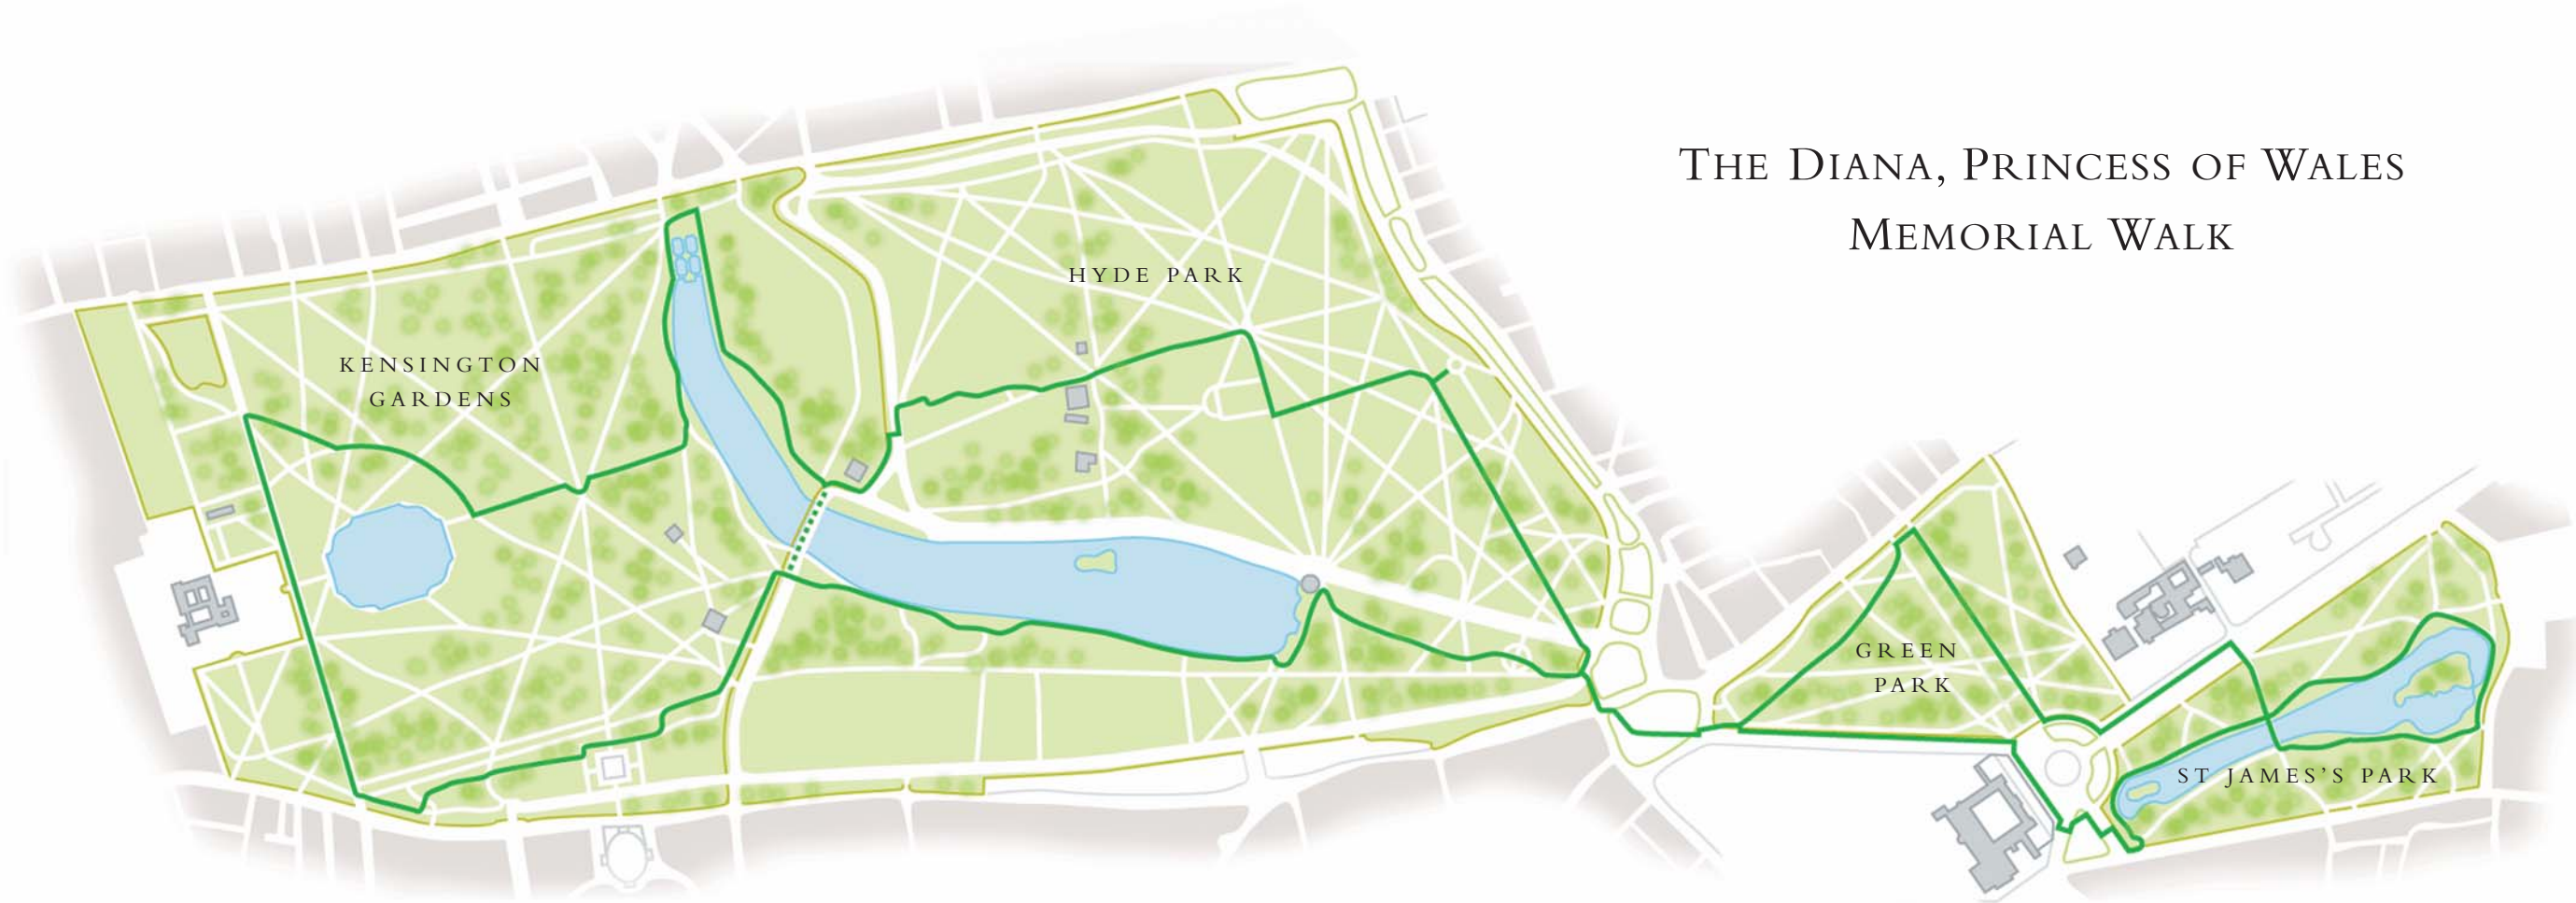 THE DIANA, PRINCESS OF WALES
MEMORIAL WALK
HYDE PARK
KENSINGTON
GARDENS
GREEN
PARK
ST JAMES'S PARK